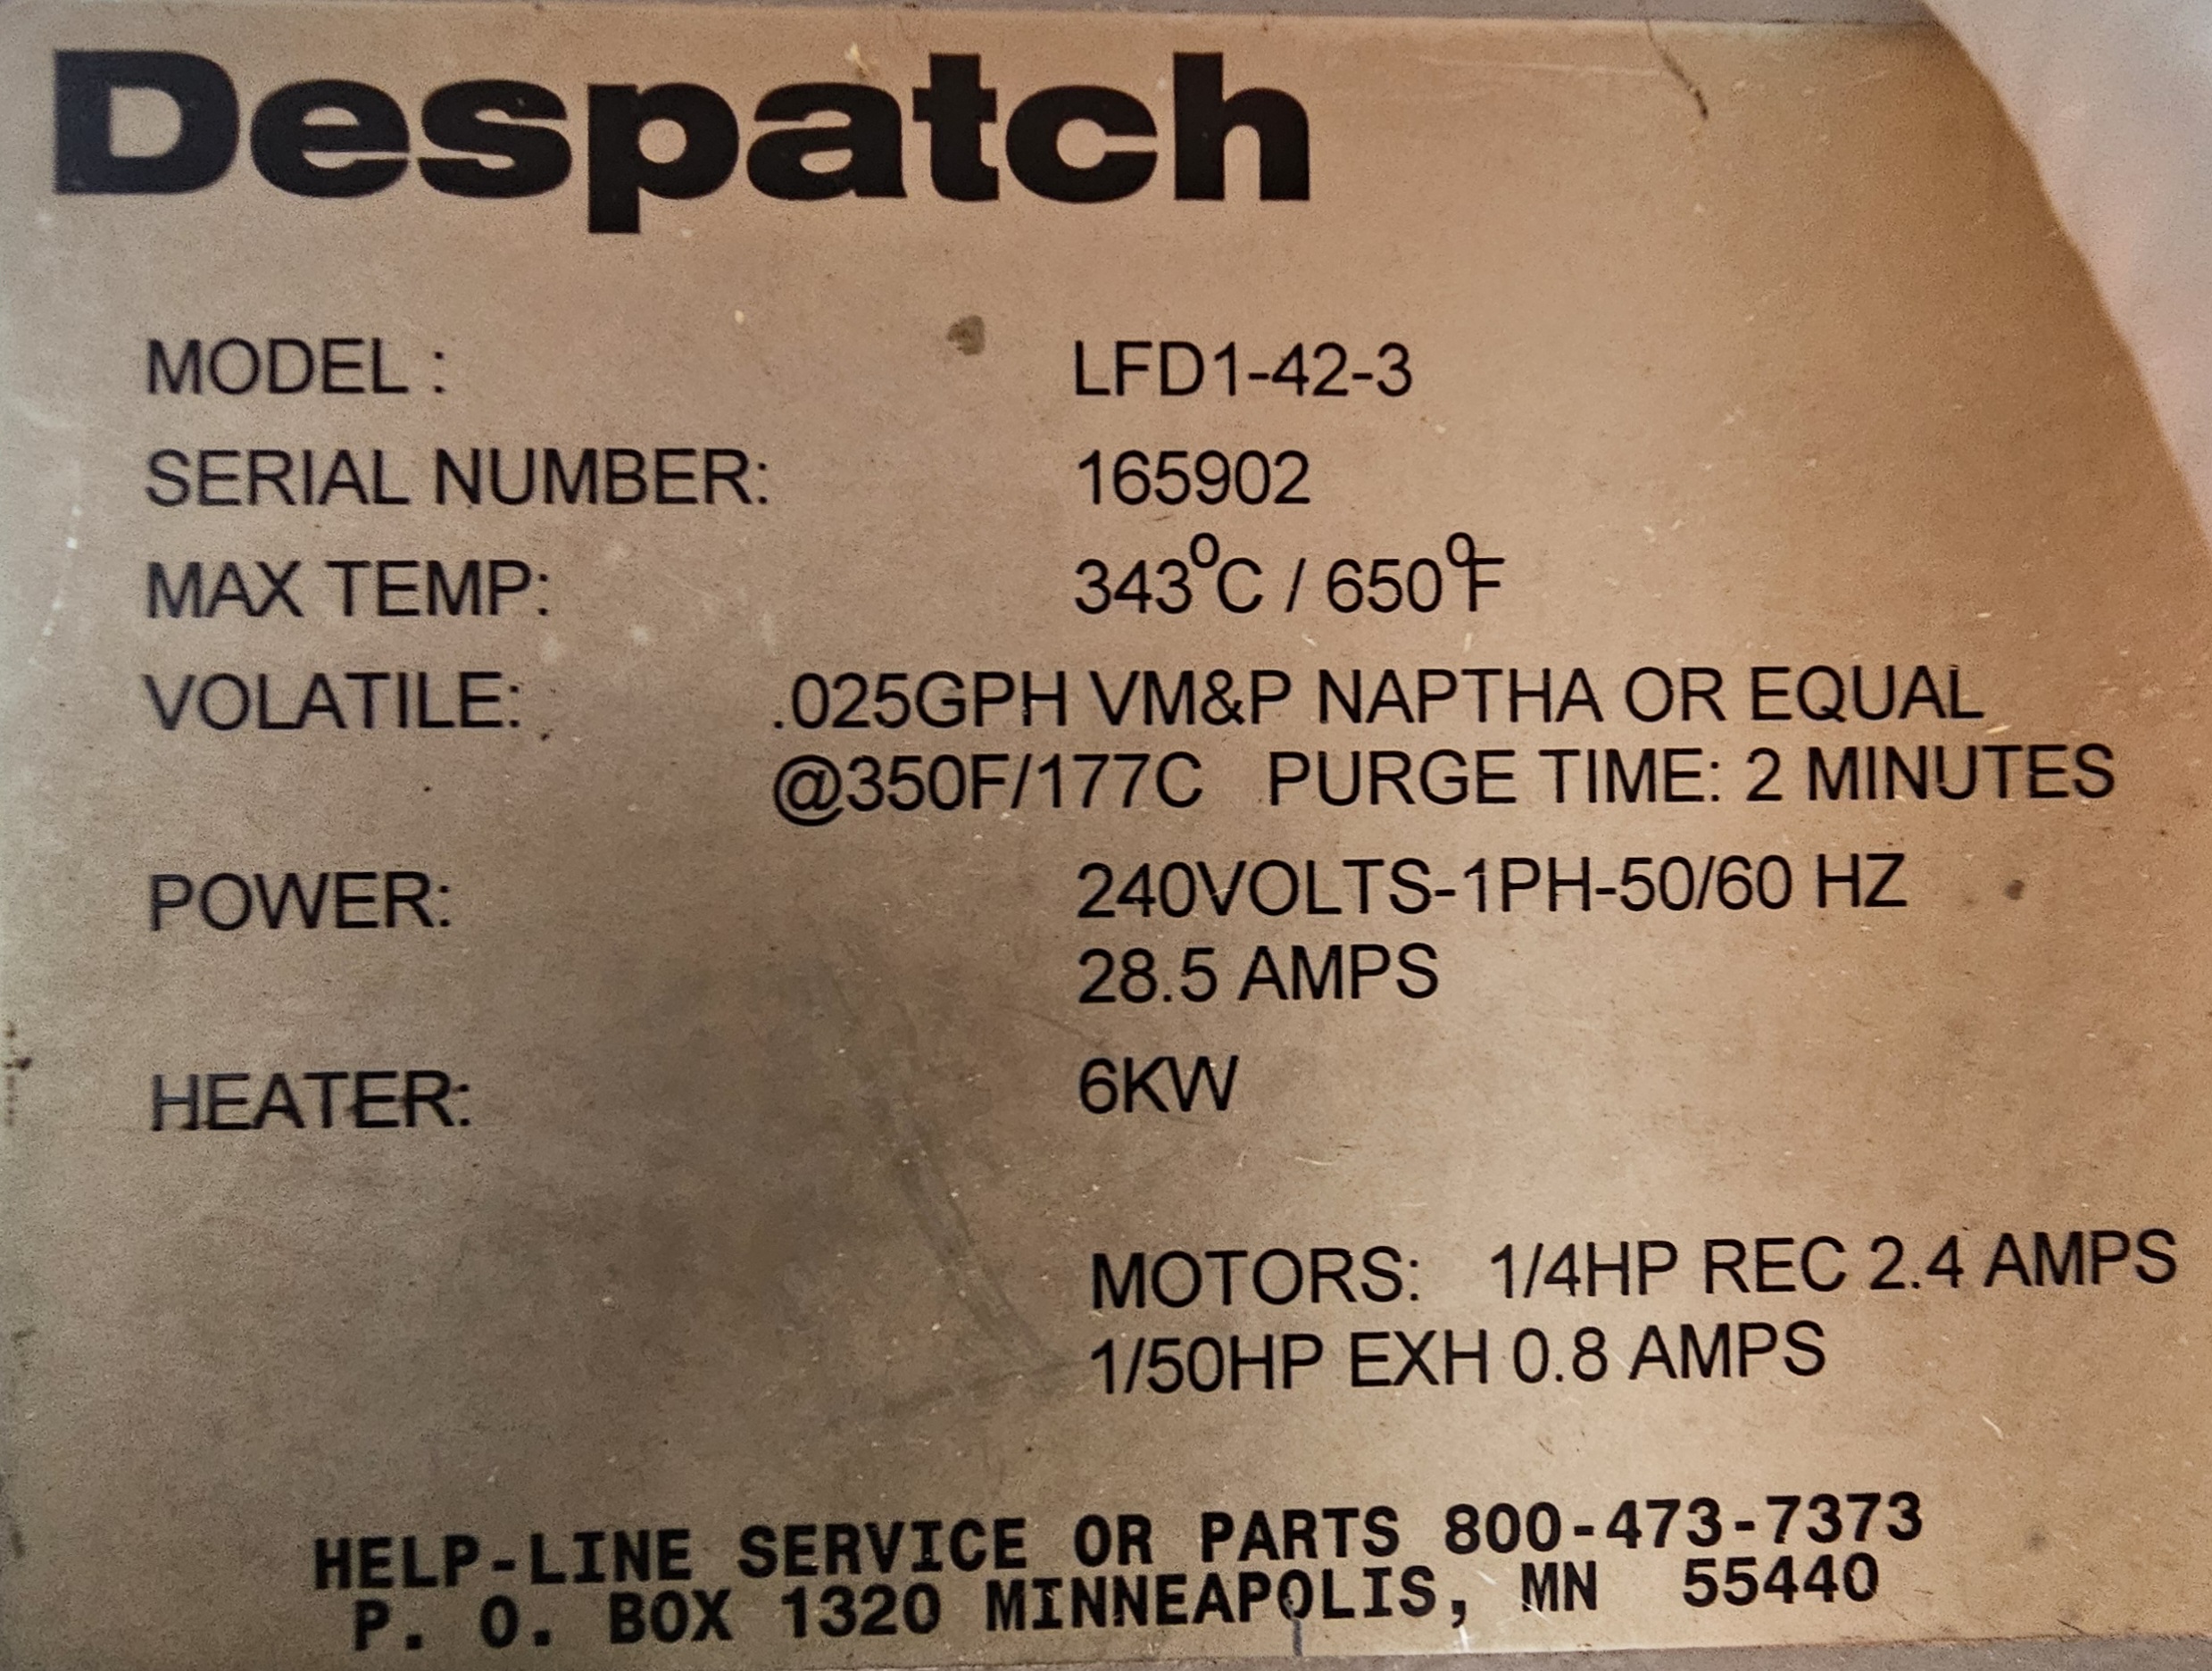 Despatch
MODEL : LFD1-42-3
SERIAL NUMBER: 165902
MAX TEMP: 343°C / 650°F
VOLATILE: .025GPH VM&P NAPTHA OR EQUAL
@350F/177C PURGE TIME: 2 MINUTES
POWER: 240VOLTS-1PH-50/60 HZ
28.5 AMPS
HEATER: 6KW
MOTORS: 1/4HP REC 2.4 AMPS
1/50HP EXH 0.8 AMPS
HELP-LINE SERVICE OR PARTS 800-473-7373
P. O. BOX 1320 MINNEAPOLIS, MN 55440